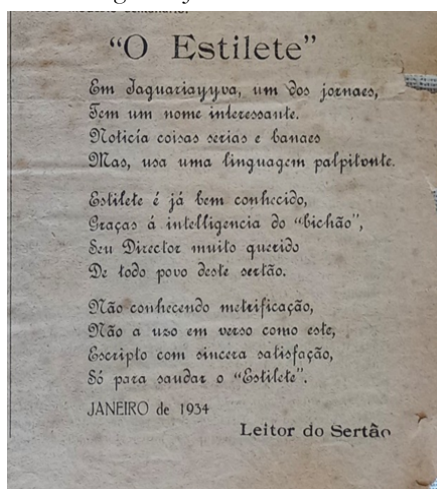 “O Estilete”
Em Jaguariayyva, um dos jornaes,
Tem um nome interessante.
Noticía coisas serias e banaes
Mas, usa uma linguagem palpitante.
Estilete é já bem conhecido,
Graças á intelligencia do “bichão”,
Seu Director muito querido
De todo povo deste sertão.
Não conhecendo metrificação,
Não a uso em verso como este,
Escripto com sincera satisfação,
Só para saudar o “Estilete”.
JANEIRO de 1934
Leitor do Sertão